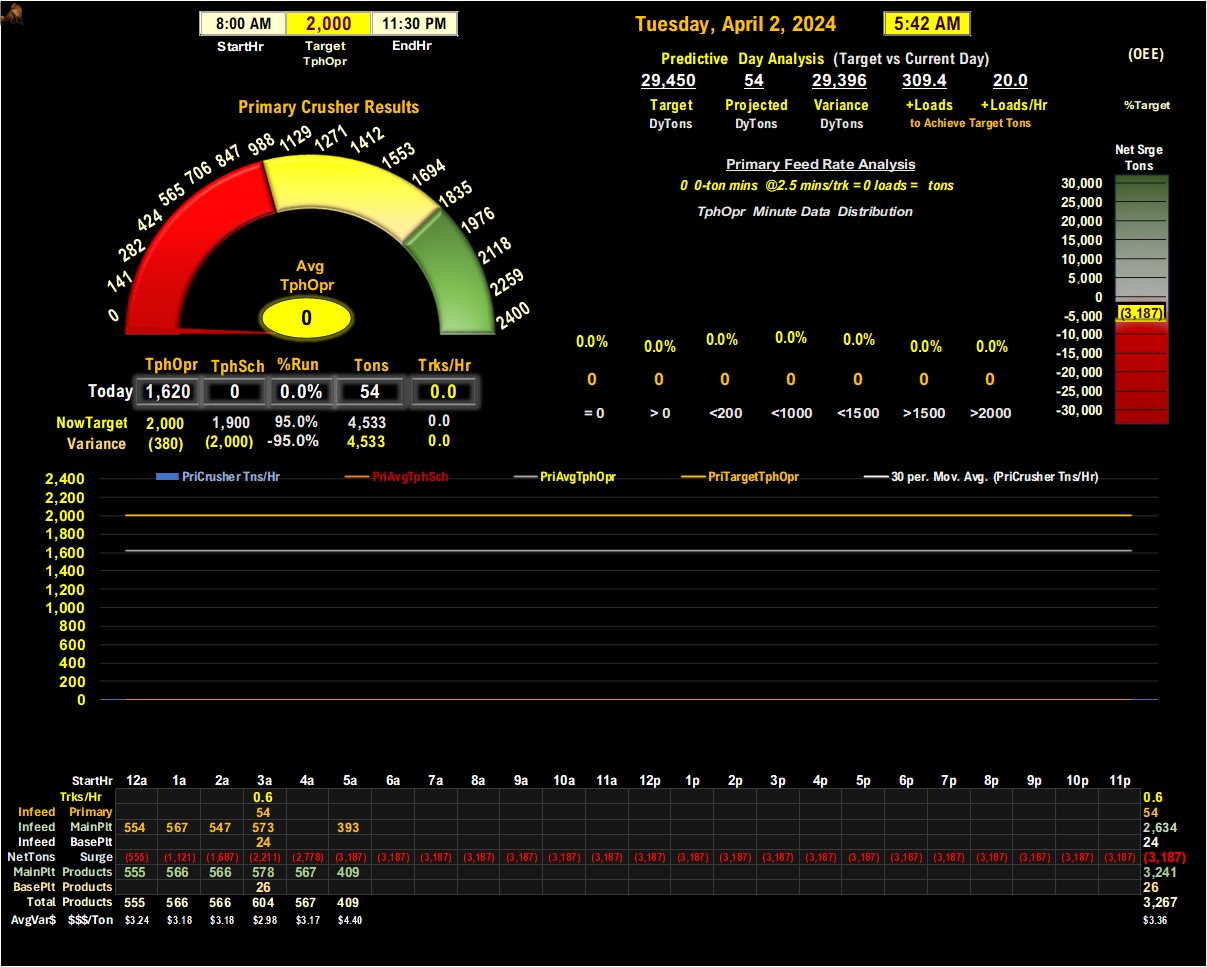 8:00 AM 2,000 11:30 PM
StartHr Target TphOpr EndHr
Tuesday, April 2, 2024 5:42 AM
Predictive Day Analysis (Target vs Current Day)
29,450 54 29,396 309.4 20.0
Target Projected Variance +Loads +Loads/Hr
DyTons DyTons DyTons to Achieve Target Tons
(OEE)
%Target
Primary Crusher Results
0 141 282 424 565 706 847 988 1129 1271 1412 1553 1694 1835 1976 2118 2259 2400
Avg
TphOpr
0
Primary Feed Rate Analysis
0 0-ton mins @2.5 mins/trk = 0 loads = tons
TphOpr Minute Data Distribution
0.0% 0.0% 0.0% 0.0% 0.0% 0.0% 0.0%
0 0 0 0 0 0 0
= 0 > 0 <200 <1000 <1500 >1500 >2000
Net Srge
Tons
30,000
25,000
20,000
15,000
10,000
5,000
0
-5,000 (3,187)
-10,000
-15,000
-20,000
-25,000
-30,000
TphOpr TphSch %Run Tons Trks/Hr
Today 1,620 0 0.0% 54 0.0
NowTarget 2,000 1,900 95.0% 4,533 0.0
Variance (380) (2,000) -95.0% 4,533 0.0
PriCrusher Tns/Hr PriAvgTphSch PriAvgTphOpr PriTargetTphOpr 30 per. Mov. Avg. (PriCrusher Tns/Hr)
2,400
2,200
2,000
1,800
1,600
1,400
1,200
1,000
800
600
400
200
0
StartHr 12a 1a 2a 3a 4a 5a 6a 7a 8a 9a 10a 11a 12p 1p 2p 3p 4p 5p 6p 7p 8p 9p 10p 11p
Trks/Hr 0.6 0.6
Infeed Primary 54 54
Infeed MainPlt 554 567 547 573 393 2,634
Infeed BasePlt 24 24
NetTons Surge (555) (1,121) (1,687) (2,211) (2,778) (3,187) (3,187) (3,187) (3,187) (3,187) (3,187) (3,187) (3,187) (3,187) (3,187) (3,187) (3,187) (3,187) (3,187) (3,187) (3,187) (3,187) (3,187) (3,187) (3,187)
MainPlt Products 555 566 566 578 567 409 3,241
BasePlt Products 26 26
Total Products 555 566 566 604 567 409 3,267
AvgVar$ $$$/Ton $3.24 $3.18 $3.18 $2.98 $3.17 $4.40 $3.36